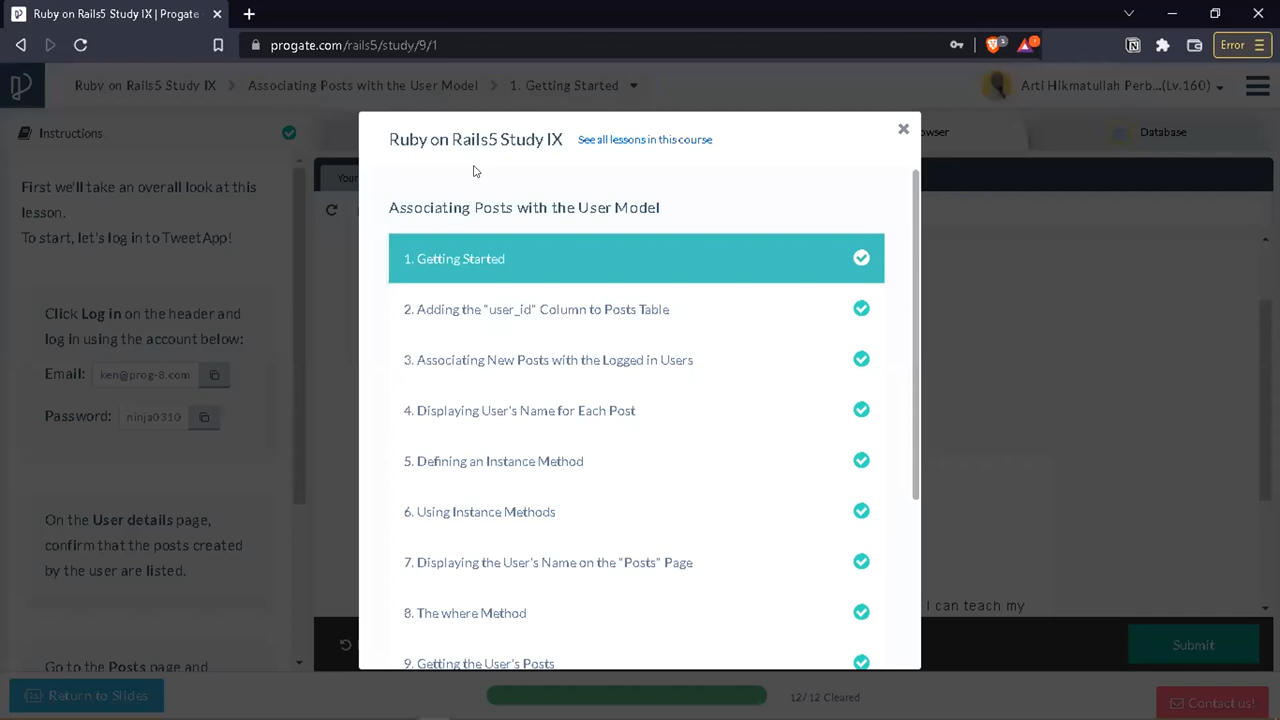 Ruby on Rails5 Study IX | Progate
progate.com/rails5/study/9/1
Error
Ruby on Rails5 Study IX
Associating Posts with the User Model
1. Getting Started
Arti Hikmatullah Perb...(Lv.160)
Instructions
Database
First we'll take an overall look at this
lesson.
To start, let's log in to TweetApp!
Click Log in on the header and
log in using the account below:
Email: ken@prog-8.com
Password: ninja0310
On the User details page,
confirm that the posts created
by the user are listed.
Go to the Posts page and
Ruby on Rails5 Study IX See all lessons in this course
Associating Posts with the User Model
1. Getting Started
2. Adding the "user_id" Column to Posts Table
3. Associating New Posts with the Logged in Users
4. Displaying User's Name for Each Post
5. Defining an Instance Method
6. Using Instance Methods
7. Displaying the User's Name on the "Posts" Page
8. The where Method
9. Getting the User's Posts
I can teach my
Submit
Return to Slides
12/12 Cleared
Contact us!